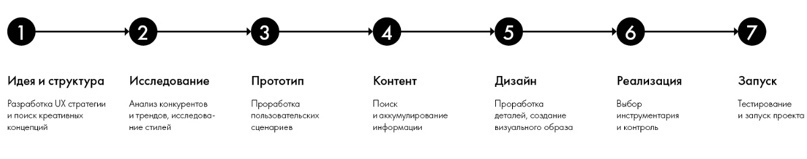 1 2 3 4 5 6 7
Идея и структура
Разработка UX стратегии
и поиск креативных
концепций
Исследование
Анализ конкурентов
и трендов, исследова-
ние стилей
Прототип
Проработка
пользовательских
сценариев
Контент
Поиск
и аккумулирование
информации
Дизайн
Проработка
деталей, создание
визуального образа
Реализация
Выбор
инструментария
и контроль
Запуск
Тестирование
и запуск проекта